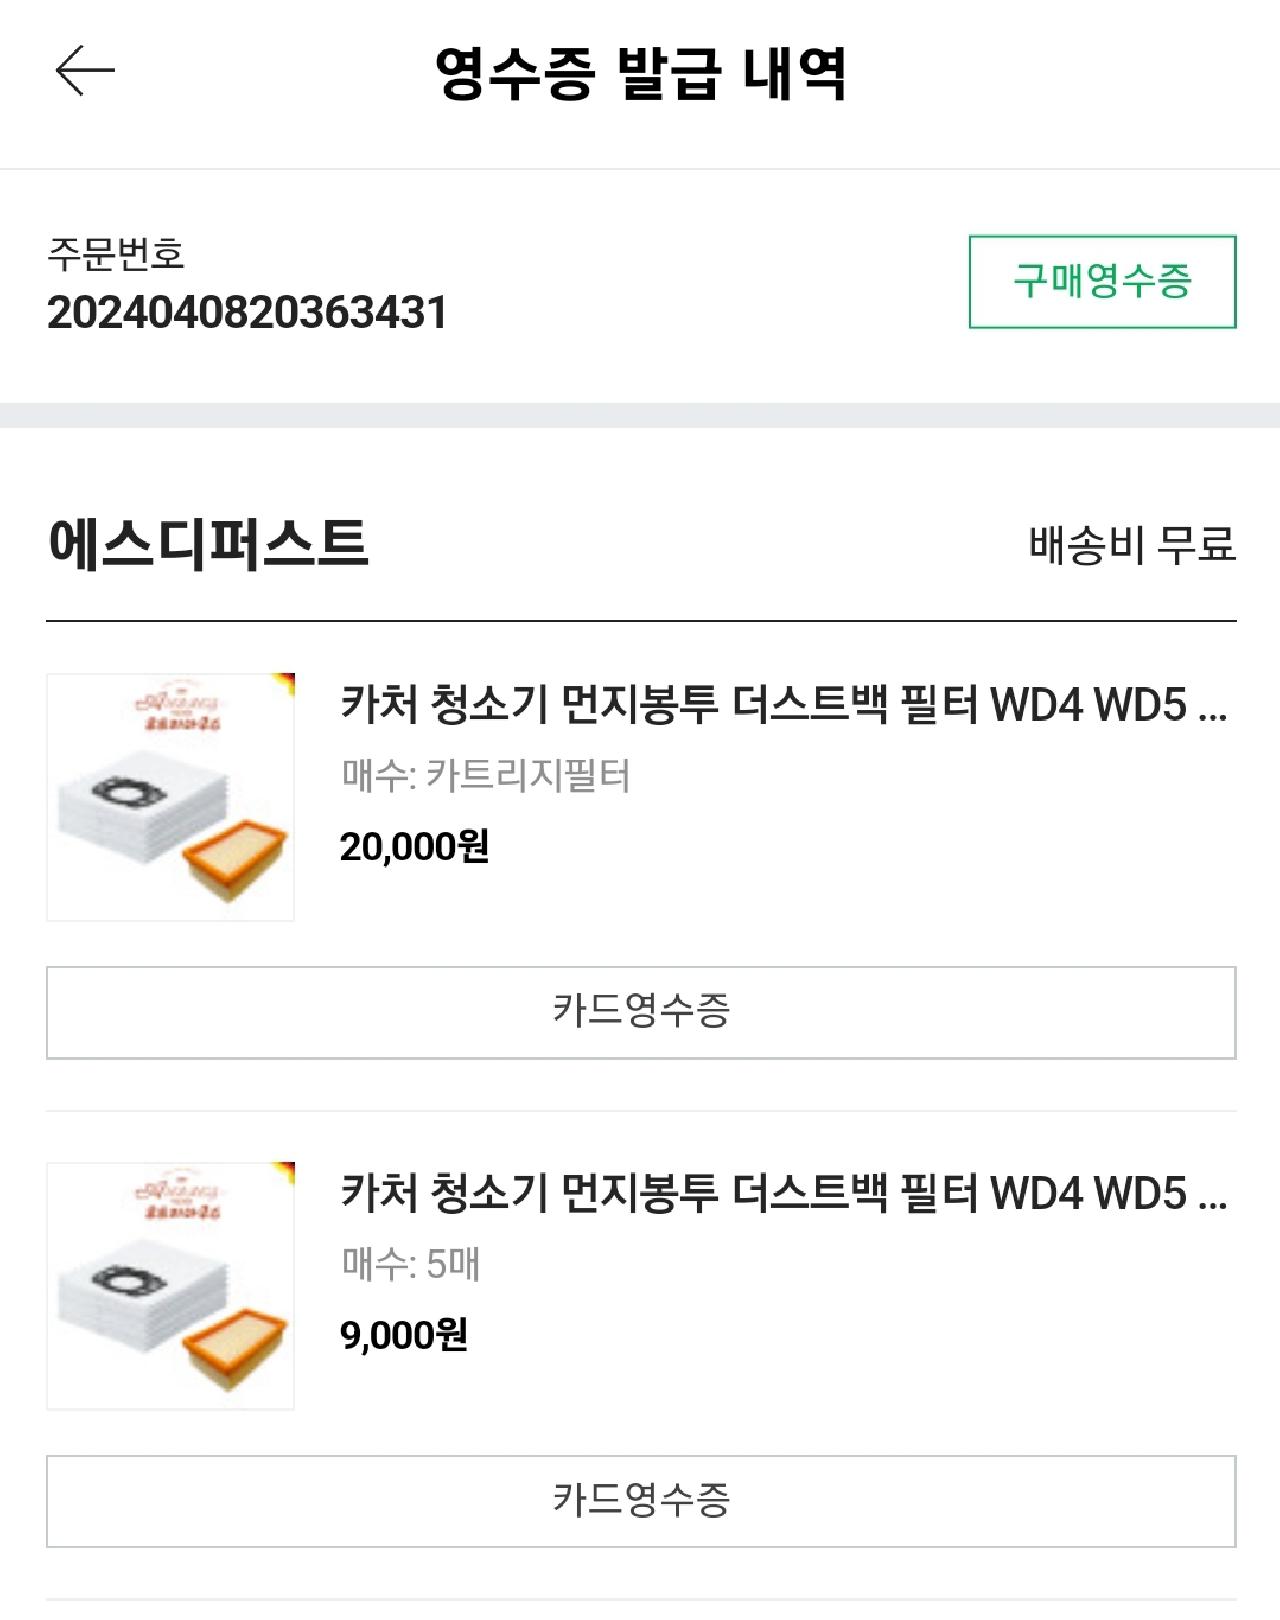 영수증 발급 내역
주문번호
2024040820363431
구매영수증
에스디퍼스트
배송비 무료
카처 청소기 먼지봉투 더스트백 필터 WD4 WD5 ...
매수: 카트리지필터
20,000원
카드영수증
카처 청소기 먼지봉투 더스트백 필터 WD4 WD5 ...
매수: 5매
9,000원
카드영수증